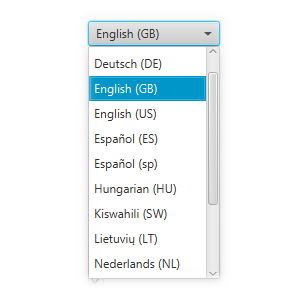 English (GB)
Deutsch (DE)
English (GB)
English (US)
Español (ES)
Español (sp)
Hungarian (HU)
Kiswahili (SW)
Lietuvių (LT)
Nederlands (NL)